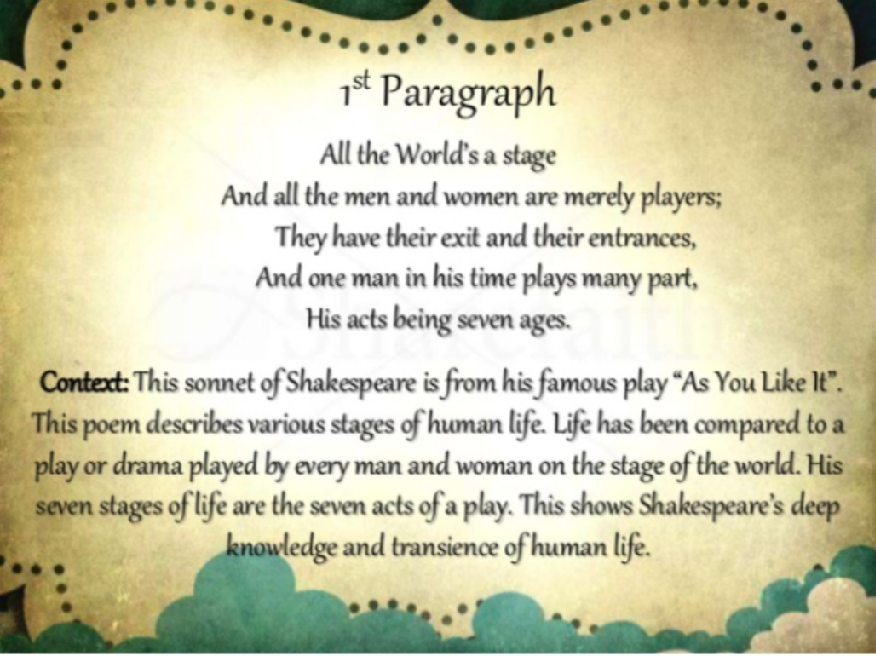 1st Paragraph
All the World's a stage
And all the men and women are merely players;
They have their exit and their entrances,
And one man in his time plays many part,
His acts being seven ages.
Context: This sonnet of Shakespeare is from his famous play “As You Like It”.
This poem describes various stages of human life. Life has been compared to a
play or drama played by every man and woman on the stage of the world. His
seven stages of life are the seven acts of a play. This shows Shakespeare's deep
knowledge and transience of human life.